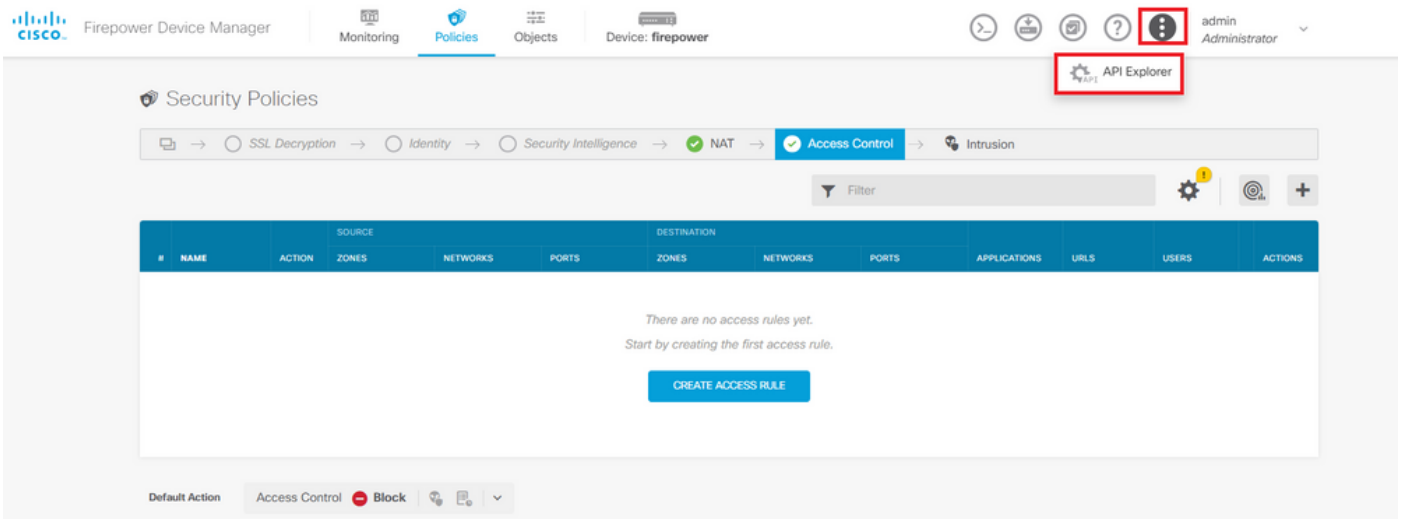 CISCO
Firepower Device Manager
Monitoring
Policies
Objects
Device: firepower
admin
Administrator
API Explorer
Security Policies
SSL Decryption → Identity → Security Intelligence → NAT → Access Control → Intrusion
Filter
SOURCE DESTINATION
# NAME ACTION ZONES NETWORKS PORTS ZONES NETWORKS PORTS APPLICATIONS URLS USERS ACTIONS
There are no access rules yet.
Start by creating the first access rule.
CREATE ACCESS RULE
Default Action Access Control Block